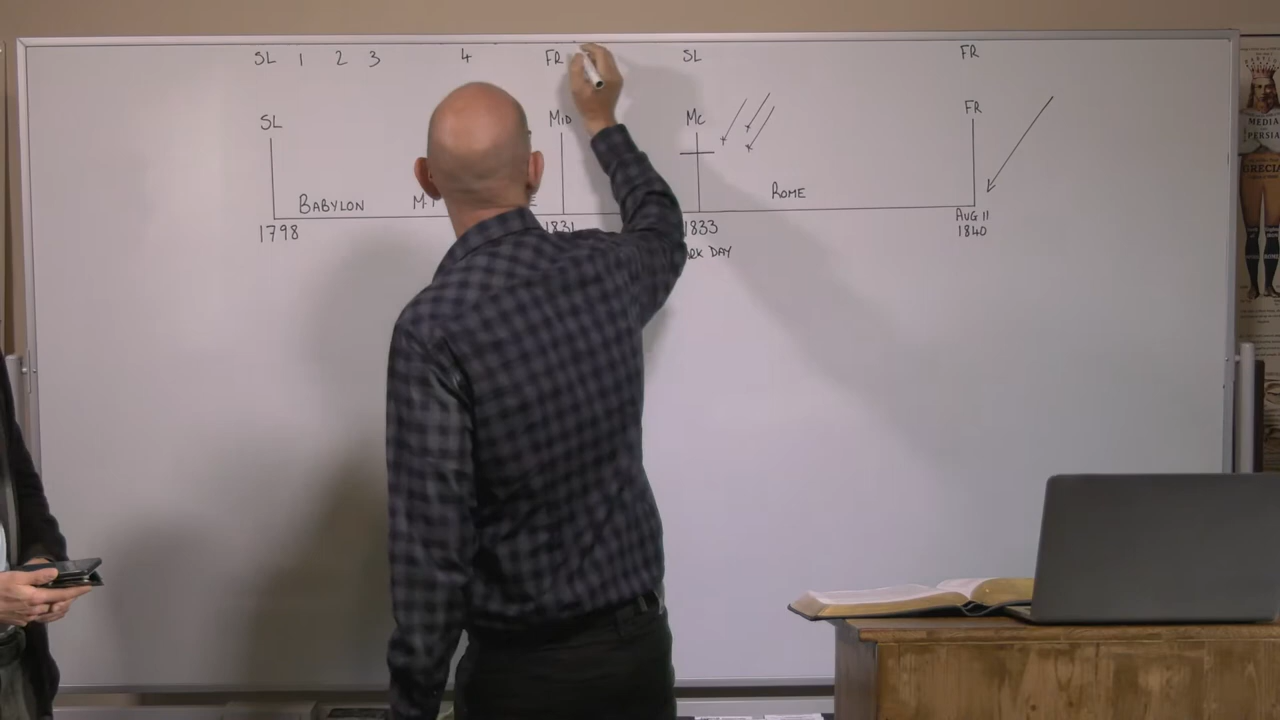 SL 1 2 3 4 FR SL FR
SL MID MC FR
BABYLON ROME
1798 1831 1833 AUG 11
1840
DAY
MEDIA
PERSIA